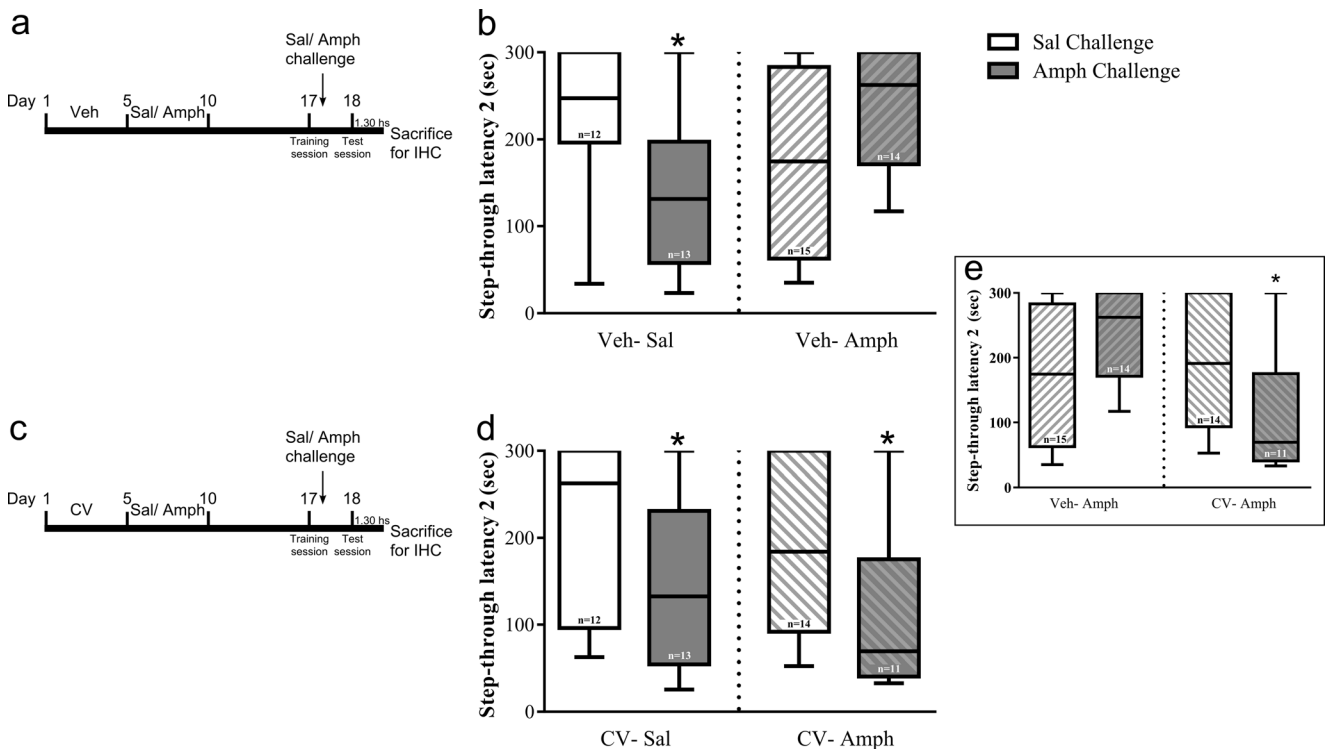 a
Sal/ Amph
challenge
Day 1 Veh 5 Sal/Amph 10 17 18
1.30 hs
Training session
Test session
Sacrifice
for IHC
b
*
Step-through latency 2 (sec)
300
200
100
0
n=12
n=13
n=15
n=14
Veh- Sal
Veh- Amph
Sal Challenge
Amph Challenge
c
Sal/ Amph
challenge
Day 1 CV 5 Sal/Amph 10 17 18
1.30 hs
Training session
Test session
Sacrifice
for IHC
d
*
*
Step-through latency 2 (sec)
300
200
100
0
n=12
n=13
n=14
n=11
CV- Sal
CV- Amph
e
*
Step-through latency 2 (sec)
300
200
100
0
n=15
n=14
n=14
n=11
Veh- Amph
CV- Amph